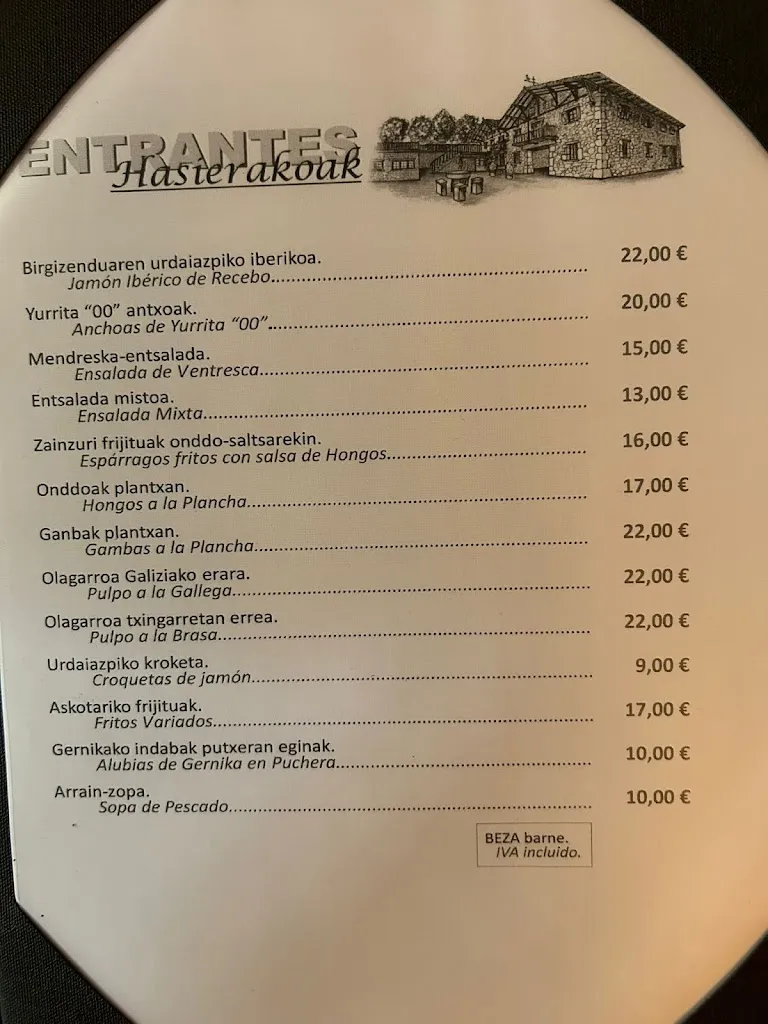 ENTRANTES
Hasierakoak
Birgizenduaren urdaiazpiko iberikoa.
Jamón Ibérico de Recebo.......................................................... 22,00 €
Yurrita “00” antxoak.
Anchoas de Yurrita “00”.......................................................... 20,00 €
Mendreska-entsalada.
Ensalada de Ventresca............................................................ 15,00 €
Entsalada mistoa.
Ensalada Mixta....................................................................... 13,00 €
Zainzuri frijituak onddo-saltsarekin.
Espárragos fritos con salsa de Hongos.................................... 16,00 €
Onddoak plantxan.
Hongos a la Plancha............................................................... 17,00 €
Ganbak plantxan.
Gambas a la Plancha.............................................................. 22,00 €
Olagarroa Galiziako erara.
Pulpo a la Gallega.................................................................. 22,00 €
Olagarroa txingarretan errea.
Pulpo a la Brasa..................................................................... 22,00 €
Urdaiazpiko kroketa.
Croquetas de jamón............................................................... 9,00 €
Askotariko frijituak.
Fritos Variados....................................................................... 17,00 €
Gernikako indabak putxeran eginak.
Alubias de Gernika en Puchera............................................... 10,00 €
Arrain-zopa.
Sopa de Pescado.................................................................... 10,00 €
BEZA barne.
IVA incluido.